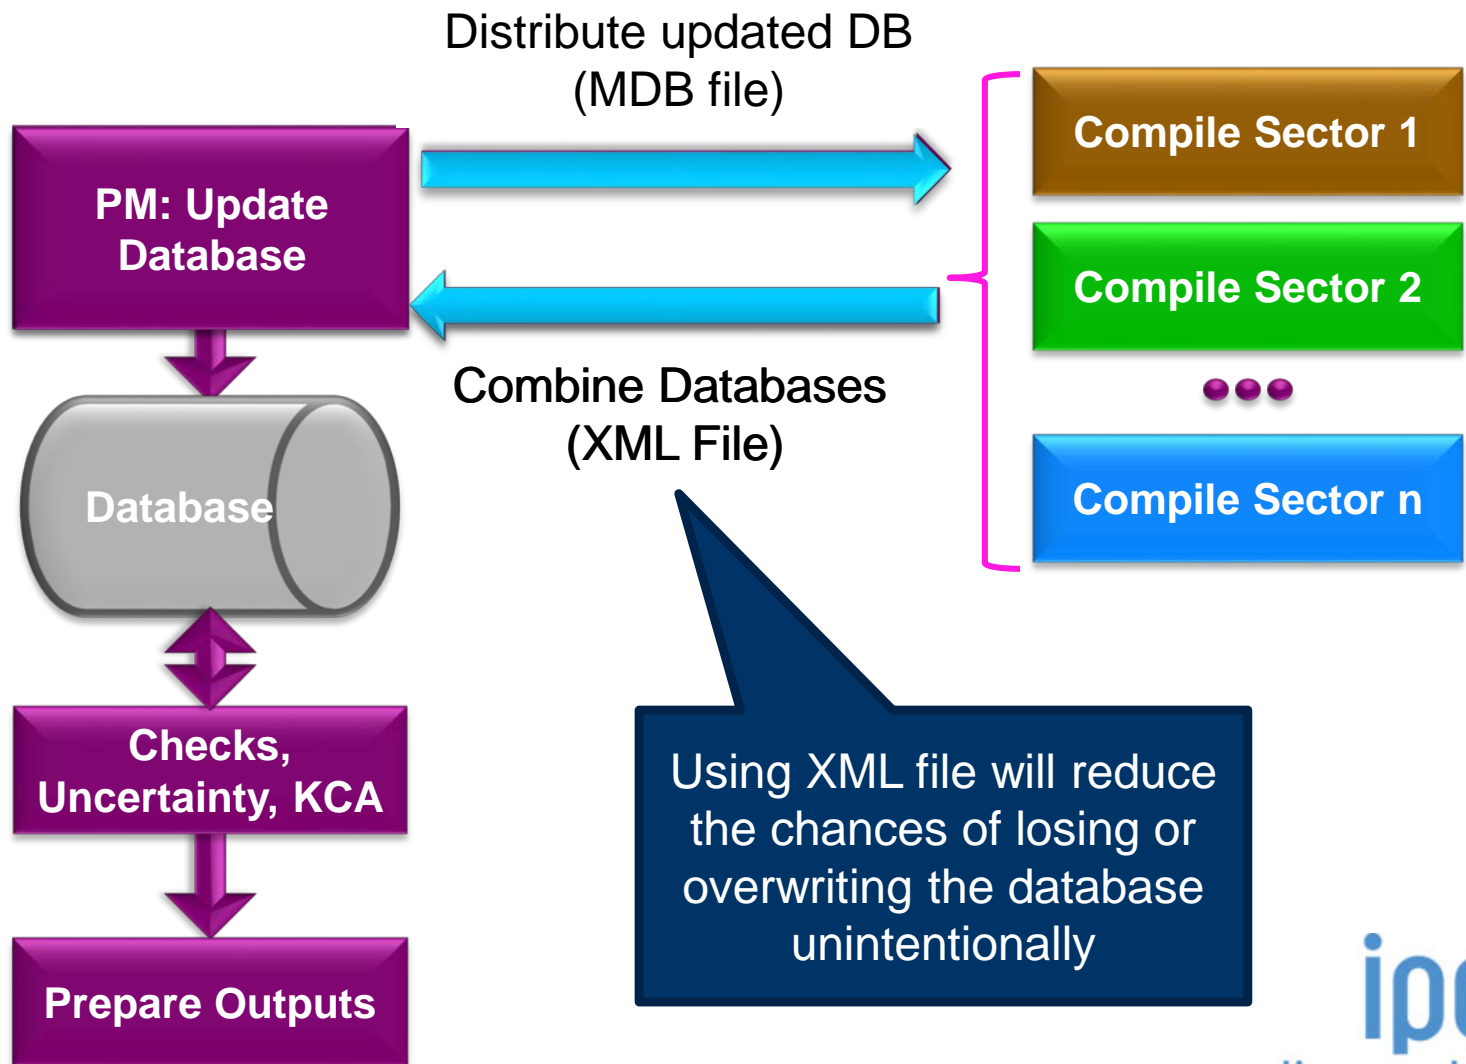 Distribute updated DB
(MDB file)
PM: Update
Database
Compile Sector 1
Compile Sector 2
Combine Databases
(XML File)
Compile Sector n
Database
Checks,
Uncertainty, KCA
Prepare Outputs
Using XML file will reduce
the chances of losing or
overwriting the database
unintentionally